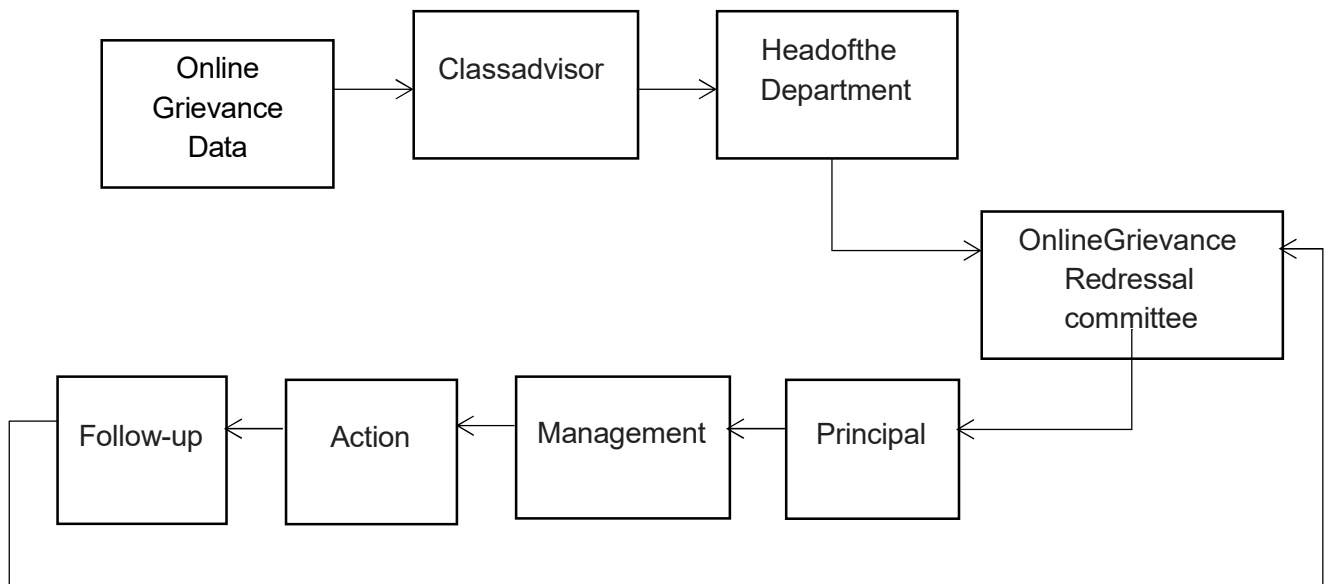 Online
Grievance
Data
Classadvisor
Headofthe
Department
OnlineGrievance
Redressal
committee
Follow-up
Action
Management
Principal